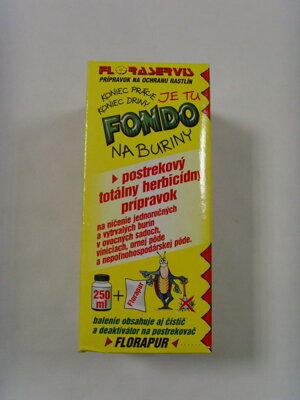 FLORASERVIS
PRÍPRAVOK NA OCHRANU RASTLÍN
KONIEC PRÁCE
KONIEC DRINY
JE TU
FONDO
NA BURINY
postrekový
totálny herbicídny
prípravok
na ničenie jednoročných
a vytrvalých burín
v ovocných sadoch,
viniciach, ornej pôde
a nepoľnohospodárskej pôde.
250
ml
+
Florapur
balenie obsahuje aj čistič
a deaktivátor na postrekovač
FLORAPUR